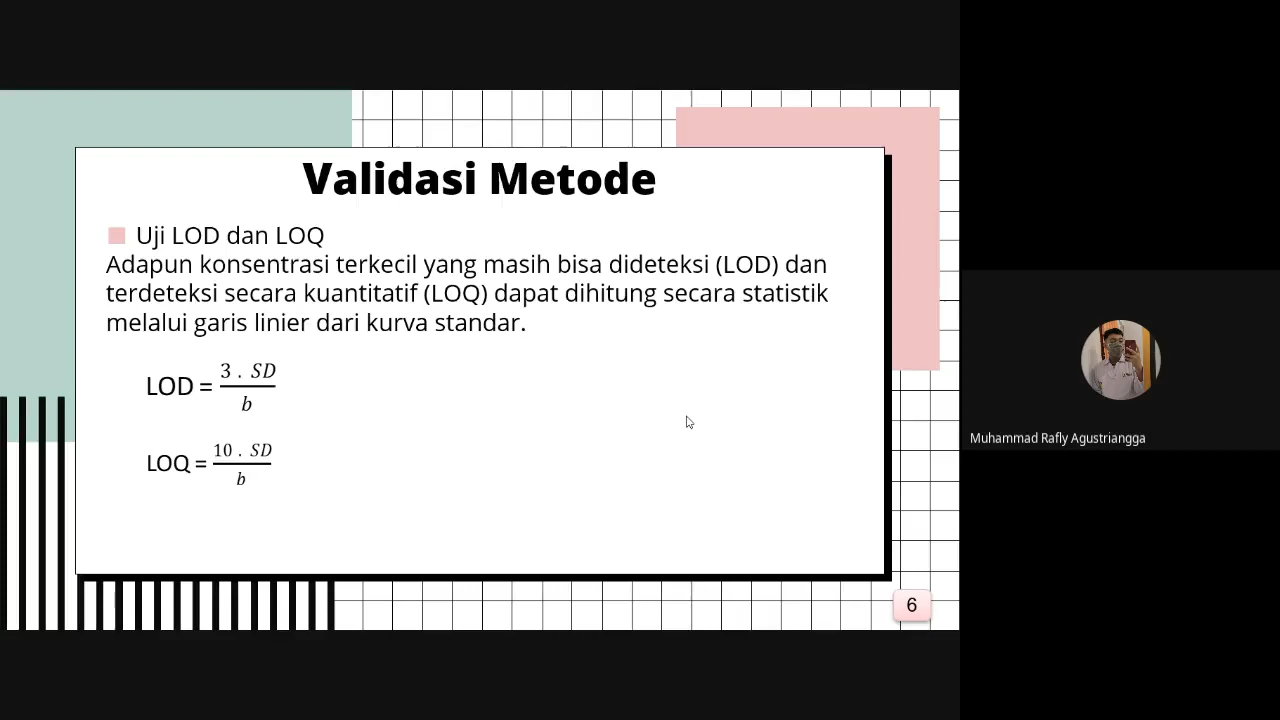 Validasi Metode
Uji LOD dan LOQ
Adapun konsentrasi terkecil yang masih bisa dideteksi (LOD) dan
terdeteksi secara kuantitatif (LOQ) dapat dihitung secara statistik
melalui garis linier dari kurva standar.
LOD = 3 . SD / b
LOQ = 10 . SD / b
6
Muhammad Rafly Agustriangga